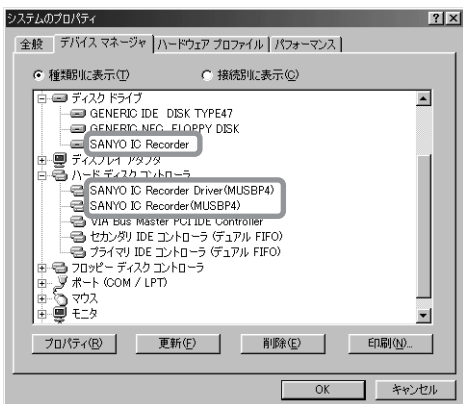 システムのプロパティ
全般 デバイス マネージャ ハードウェア プロファイル パフォーマンス
種類別に表示(T) 接続別に表示(C)
ディスク ドライブ
GENERIC IDE DISK TYPE47
GENERIC NEC FLOPPY DISK
SANYO IC Recorder
ディスプレイ アダプタ
ハード ディスク コントローラ
SANYO IC Recorder Driver(MUSBP4)
SANYO IC Recorder(MUSBP4)
VIA Bus Master PCI IDE Controller
セカンダリ IDE コントローラ (デュアル FIFO)
プライマリ IDE コントローラ (デュアル FIFO)
フロッピー ディスク コントローラ
ポート (COM / LPT)
マウス
モニタ
プロパティ(R) 更新(F) 削除(E) 印刷(N)...
OK キャンセル